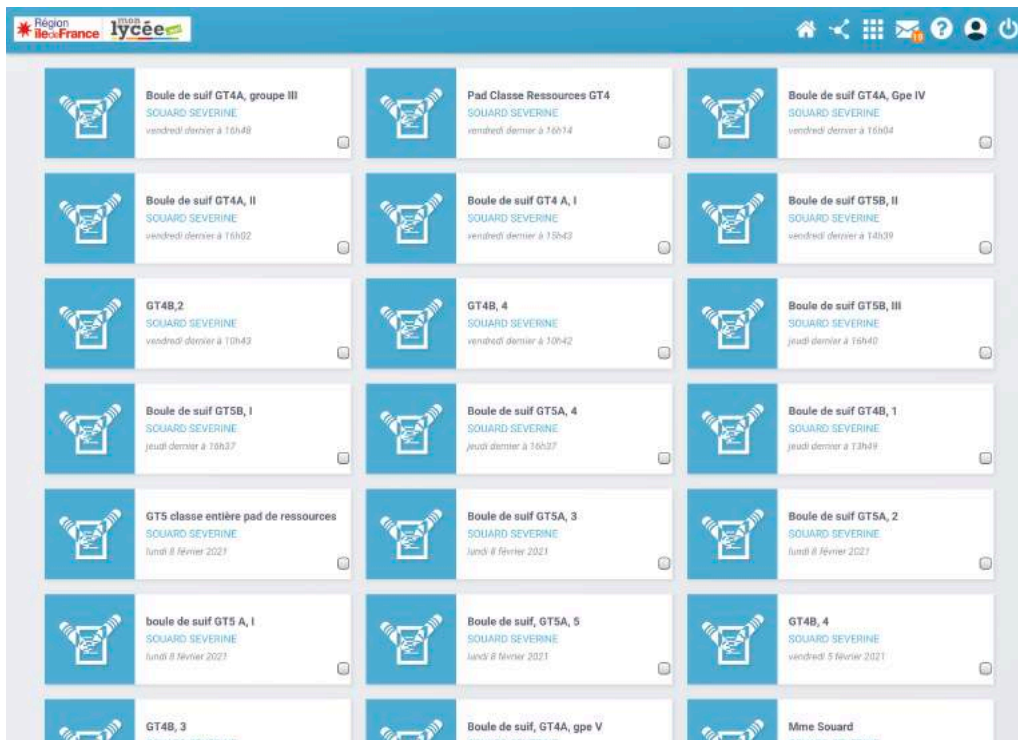 Région
île de France
mon
lycée.net
10
?
Boule de suif GT4A, groupe III
SOUARD SEVERINE
vendredi dernier à 16h48
Pad Classe Ressources GT4
SOUARD SEVERINE
vendredi dernier à 16h14
Boule de suif GT4A, Gpe IV
SOUARD SEVERINE
vendredi dernier à 16h04
Boule de suif GT4A, II
SOUARD SEVERINE
vendredi dernier à 16h02
Boule de suif GT4 A, I
SOUARD SEVERINE
vendredi dernier à 15h43
Boule de suif GT5B, II
SOUARD SEVERINE
vendredi dernier à 14h39
GT4B,2
SOUARD SEVERINE
vendredi dernier à 10h43
GT4B, 4
SOUARD SEVERINE
vendredi dernier à 10h42
Boule de suif GT5B, III
SOUARD SEVERINE
jeudi dernier à 16h40
Boule de suif GT5B, I
SOUARD SEVERINE
jeudi dernier à 16h37
Boule de suif GT5A, 4
SOUARD SEVERINE
jeudi dernier à 16h37
Boule de suif GT4B, 1
SOUARD SEVERINE
jeudi dernier à 13h49
GT5 classe entière pad de ressources
SOUARD SEVERINE
lundi 8 février 2021
Boule de suif GT5A, 3
SOUARD SEVERINE
lundi 8 février 2021
Boule de suif GT5A, 2
SOUARD SEVERINE
lundi 8 février 2021
boule de suif GT5 A, I
SOUARD SEVERINE
lundi 8 février 2021
Boule de suif, GT5A, 5
SOUARD SEVERINE
lundi 8 février 2021
GT4B, 4
SOUARD SEVERINE
vendredi 5 février 2021
GT4B, 3
Boule de suif, GT4A, gpe V
Mme Souard